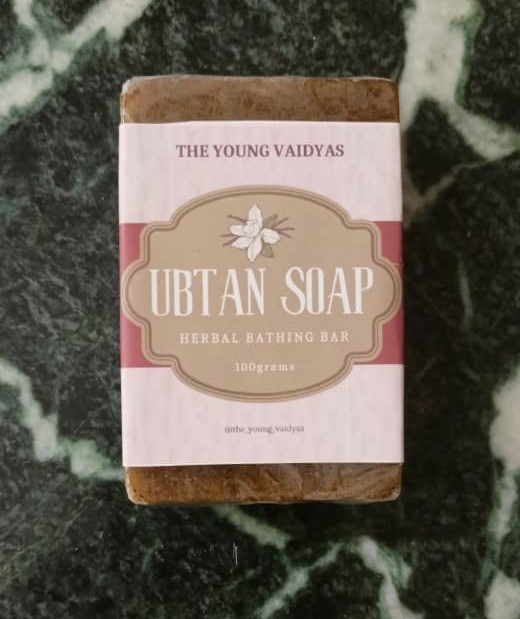 THE YOUNG VAIDYAS
UBTAN SOAP
HERBAL BATHING BAR
100grams
@the_young_vaidyas